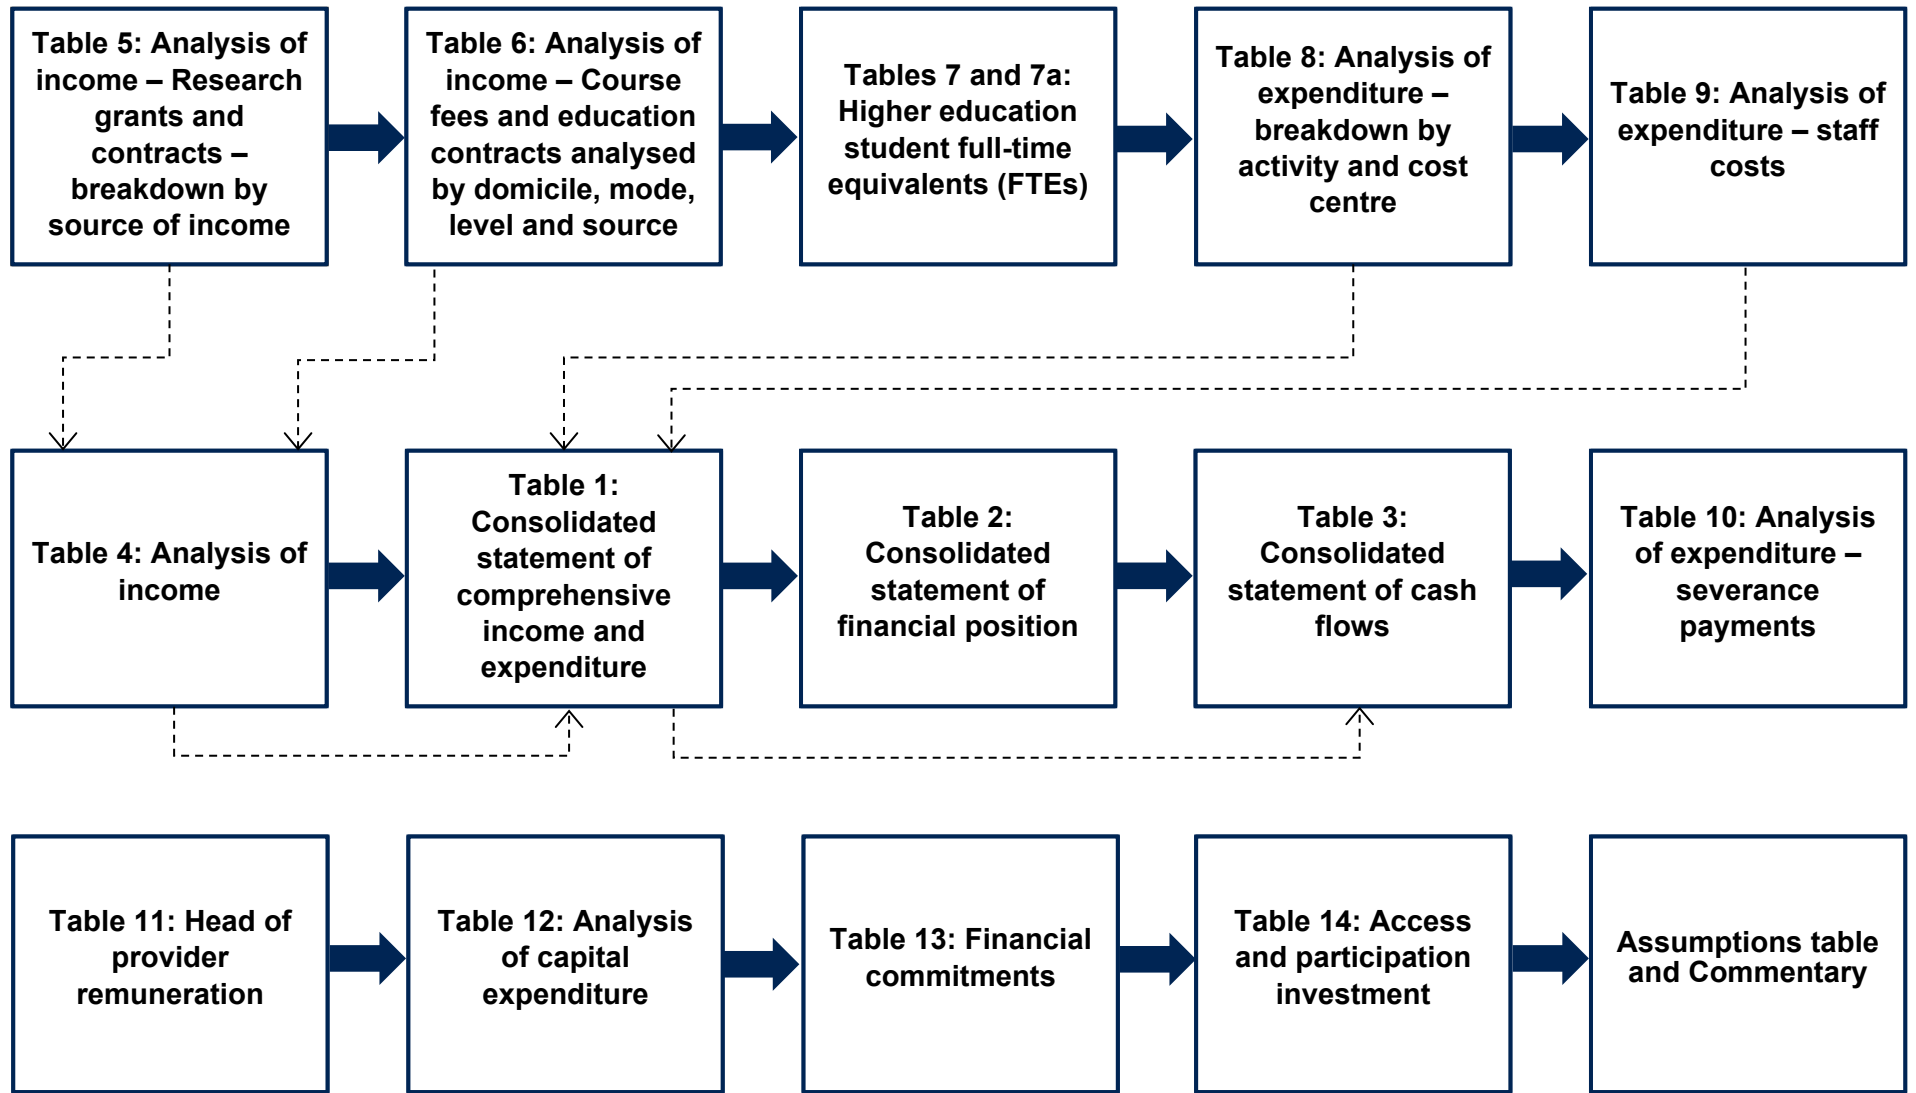 Table 5: Analysis of
income – Research
grants and
contracts –
breakdown by
source of income
Table 6: Analysis of
income – Course
fees and education
contracts analysed
by domicile, mode,
level and source
Tables 7 and 7a:
Higher education
student full-time
equivalents (FTEs)
Table 8: Analysis of
expenditure –
breakdown by
activity and cost
centre
Table 9: Analysis of
expenditure – staff
costs
Table 4: Analysis of
income
Table 1:
Consolidated
statement of
comprehensive
income and
expenditure
Table 2:
Consolidated
statement of
financial position
Table 3:
Consolidated
statement of cash
flows
Table 10: Analysis
of expenditure –
severance
payments
Table 11: Head of
provider
remuneration
Table 12: Analysis
of capital
expenditure
Table 13: Financial
commitments
Table 14: Access
and participation
investment
Assumptions table
and Commentary